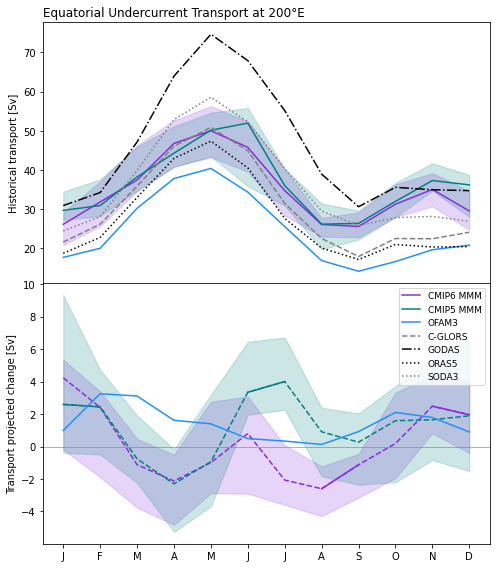 Equatorial Undercurrent Transport at 200°E
Historical transport [Sv]
70
60
50
40
30
20
Transport projected change [Sv]
10
8
6
4
2
0
−2
−4
CMIP6 MMM
CMIP5 MMM
OFAM3
C-GLORS
GODAS
ORAS5
SODA3
J F M A M J J A S O N D